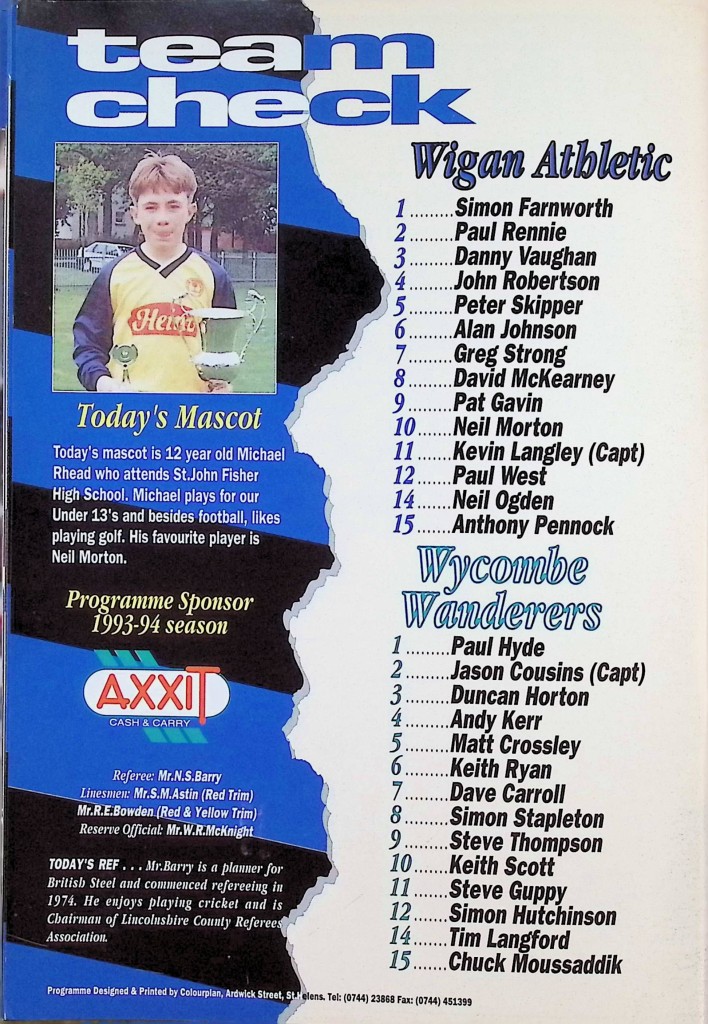 team
check
Heinz
Today's Mascot
Today's mascot is 12 year old Michael
Rhead who attends St.John Fisher
High School. Michael plays for our
Under 13's and besides football, likes
playing golf. His favourite player is
Neil Morton.
Programme Sponsor
1993-94 season
AXXIT
CASH & CARRY
Referee: Mr.N.S.Barry
Linesmen: Mr.S.M.Astin (Red Trim)
Mr.R.E.Bowden (Red & Yellow Trim)
Reserve Official: Mr.W.R.McKnight
TODAY'S REF . . . Mr.Barry is a planner for
British Steel and commenced refereeing in
1974. He enjoys playing cricket and is
Chairman of Lincolnshire County Referees
Association.
Wigan Athletic
1.........Simon Farnworth
2.........Paul Rennie
3.........Danny Vaughan
4.........John Robertson
5.........Peter Skipper
6.........Alan Johnson
7.........Greg Strong
8.........David McKearney
9.........Pat Gavin
10.......Neil Morton
11.......Kevin Langley (Capt)
12.......Paul West
14.......Neil Ogden
15.......Anthony Pennock
Wycombe
Wanderers
1.........Paul Hyde
2.........Jason Cousins (Capt)
3.........Duncan Horton
4.........Andy Kerr
5.........Matt Crossley
6.........Keith Ryan
7.........Dave Carroll
8.........Simon Stapleton
9.........Steve Thompson
10.......Keith Scott
11.......Steve Guppy
12.......Simon Hutchinson
14.......Tim Langford
15.......Chuck Moussaddik
Programme Designed & Printed by Colourplan, Ardwick Street, St.Helens. Tel: (0744) 23868 Fax: (0744) 451399